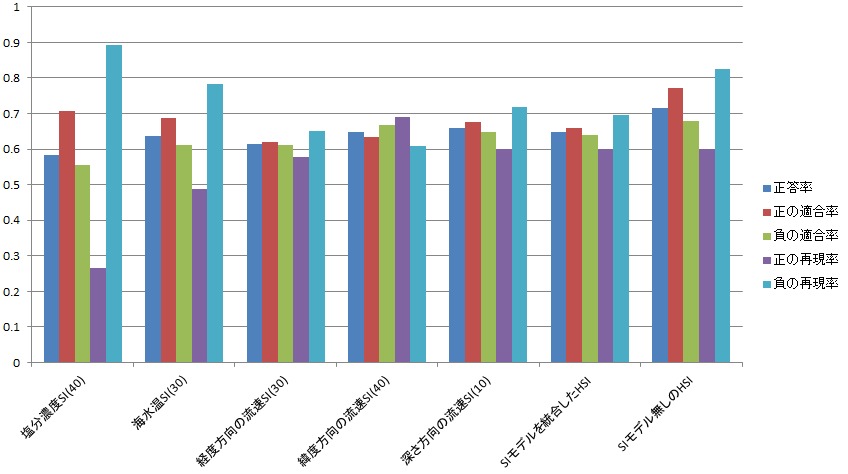 1
0.9
0.8
0.7
0.6
0.5
0.4
0.3
0.2
0.1
0
塩分濃度SI(40)
海水温SI(30)
経度方向の流速SI(30)
緯度方向の流速SI(40)
深さ方向の流速SI(10)
SIモデルを統合したHSI
SIモデル無しのHSI
正答率
正の適合率
負の適合率
正の再現率
負の再現率